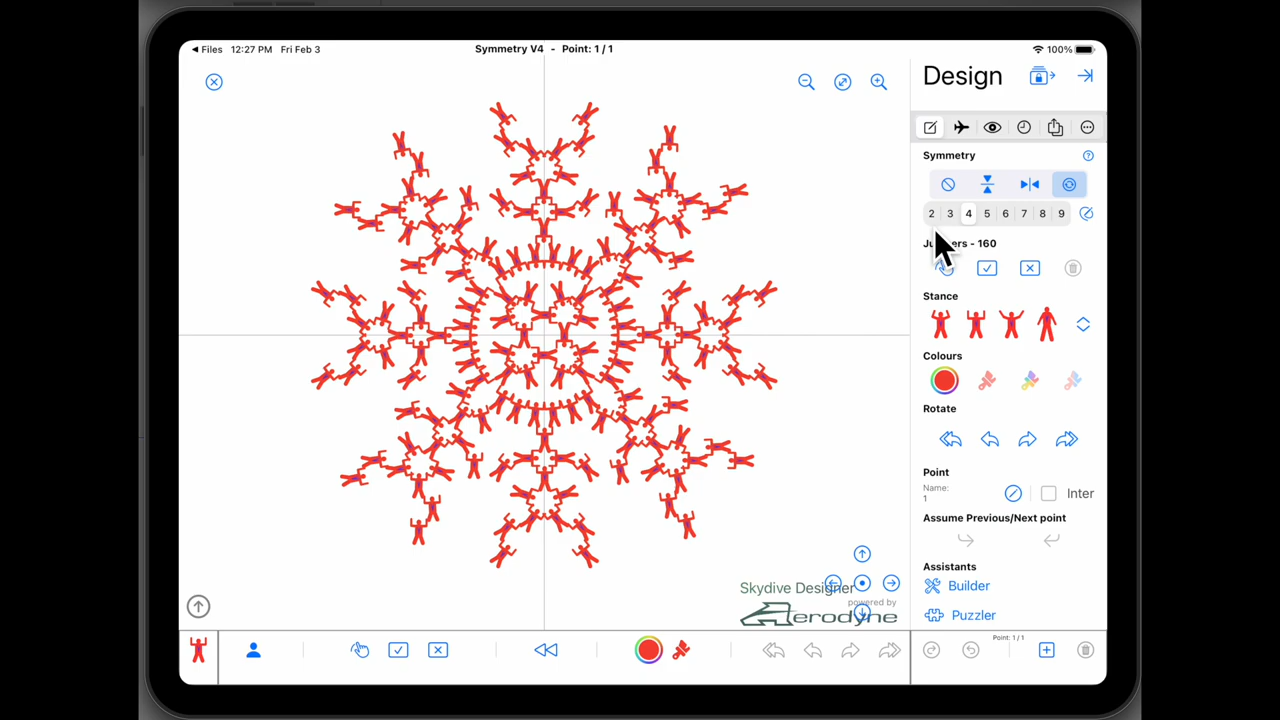 Files 12:27 PM Fri Feb 3
Symmetry V4 - Point: 1 / 1
100%
Design
Symmetry
2 3 4 5 6 7 8 9
- 160
Stance
Colours
Rotate
Point
Name:
1
Inter
Assume Previous/Next point
Assistants
Builder
Puzzler
Skydive Designer
powered by
Aerodyne
Point: 1 / 1